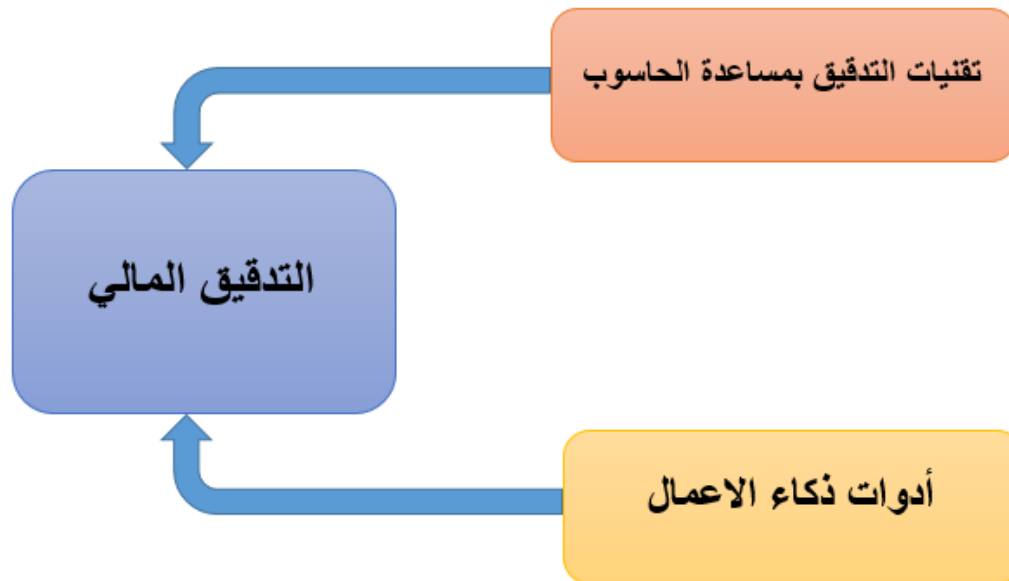 تقنيات التدقيق بمساعدة الحاسوب
التدقيق المالي
أدوات ذكاء الاعمال